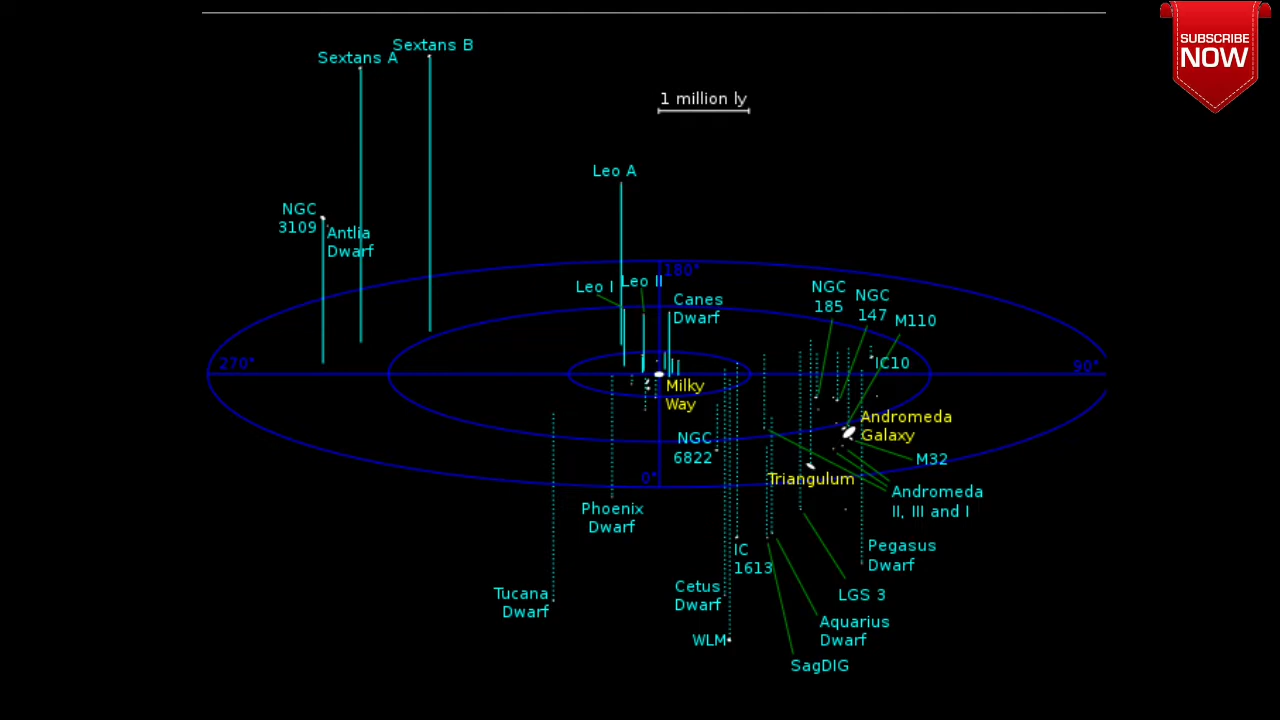 SUBSCRIBE
NOW
Sextans B
Sextans A
1 million ly
Leo A
NGC
3109
Antlia
Dwarf
180°
Leo I
Leo II
Canes
Dwarf
NGC
185
NGC
147
M110
270°
IC10
90°
Milky
Way
Andromeda
Galaxy
NGC
6822
M32
0°
Triangulum
Andromeda
II, III and I
Phoenix
Dwarf
IC
1613
Pegasus
Dwarf
Tucana
Dwarf
Cetus
Dwarf
LGS 3
WLM
Aquarius
Dwarf
SagDIG